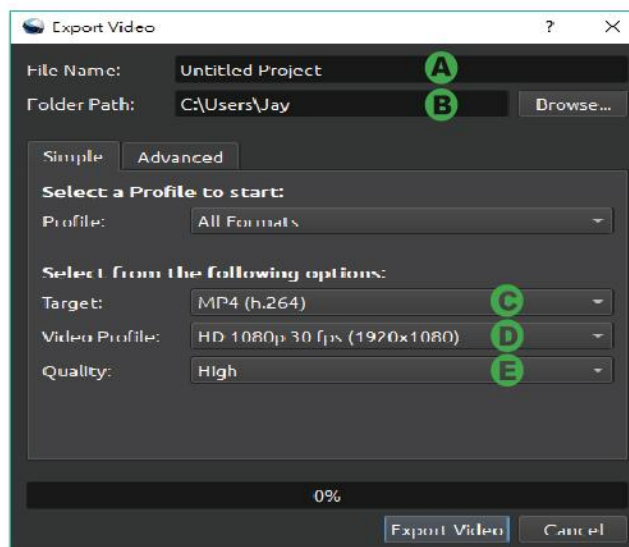 Export Video ? ×
File Name: Untitled Project A
Folder Path: C:\Users\Jay B Browse...
Simple Advanced
Select a Profile to start:
Profile: All Formats
Select from the following options:
Target: MP4 (h.264) C
Video Profile: HD 1080p 30 fps (1920x1080) D
Quality: High E
0%
Export Video Cancel